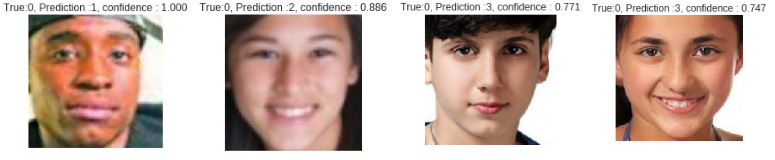 True:0, Prediction :1, confidence : 1.000
True:0, Prediction :2, confidence : 0.886
True:0, Prediction :3, confidence : 0.771
True:0, Prediction :3, confidence : 0.747